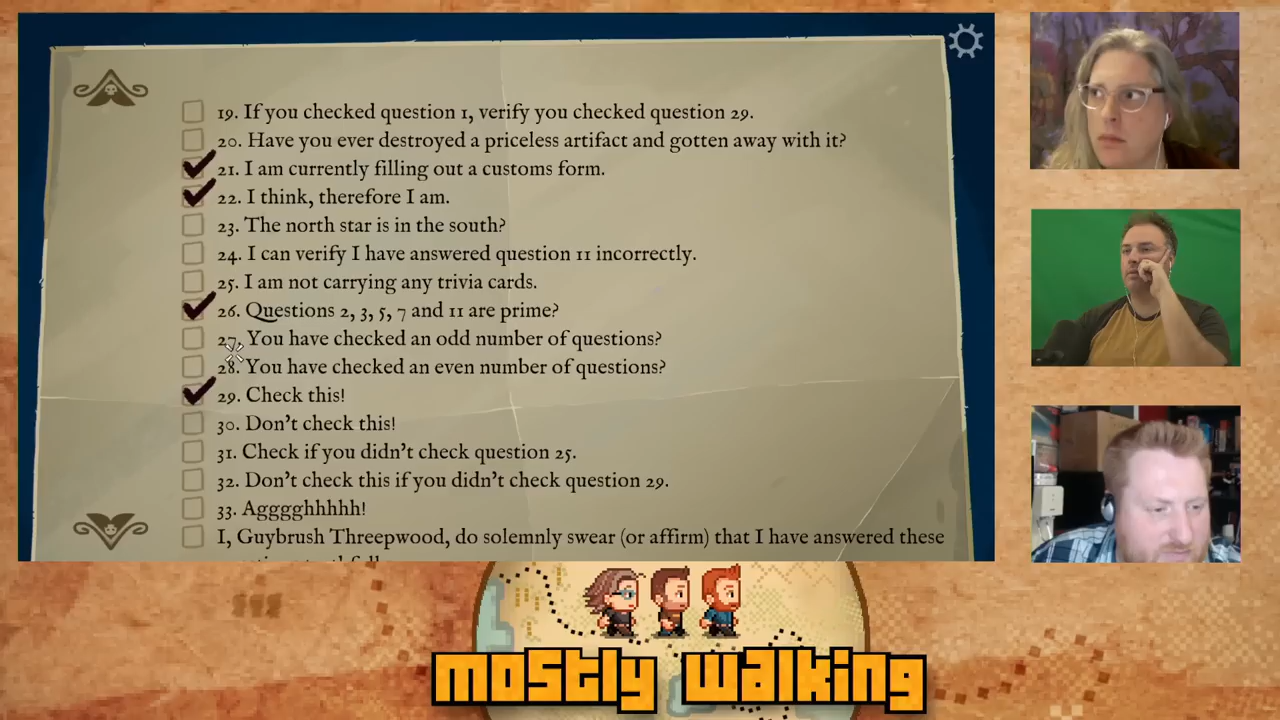 19. If you checked question 1, verify you checked question 29.
20. Have you ever destroyed a priceless artifact and gotten away with it?
21. I am currently filling out a customs form.
22. I think, therefore I am.
23. The north star is in the south?
24. I can verify I have answered question 11 incorrectly.
25. I am not carrying any trivia cards.
26. Questions 2, 3, 5, 7 and 11 are prime?
27. You have checked an odd number of questions?
28. You have checked an even number of questions?
29. Check this!
30. Don't check this!
31. Check if you didn't check question 25.
32. Don't check this if you didn't check question 29.
33. Agggghhhhh!
I, Guybrush Threepwood, do solemnly swear (or affirm) that I have answered these
mostly walking